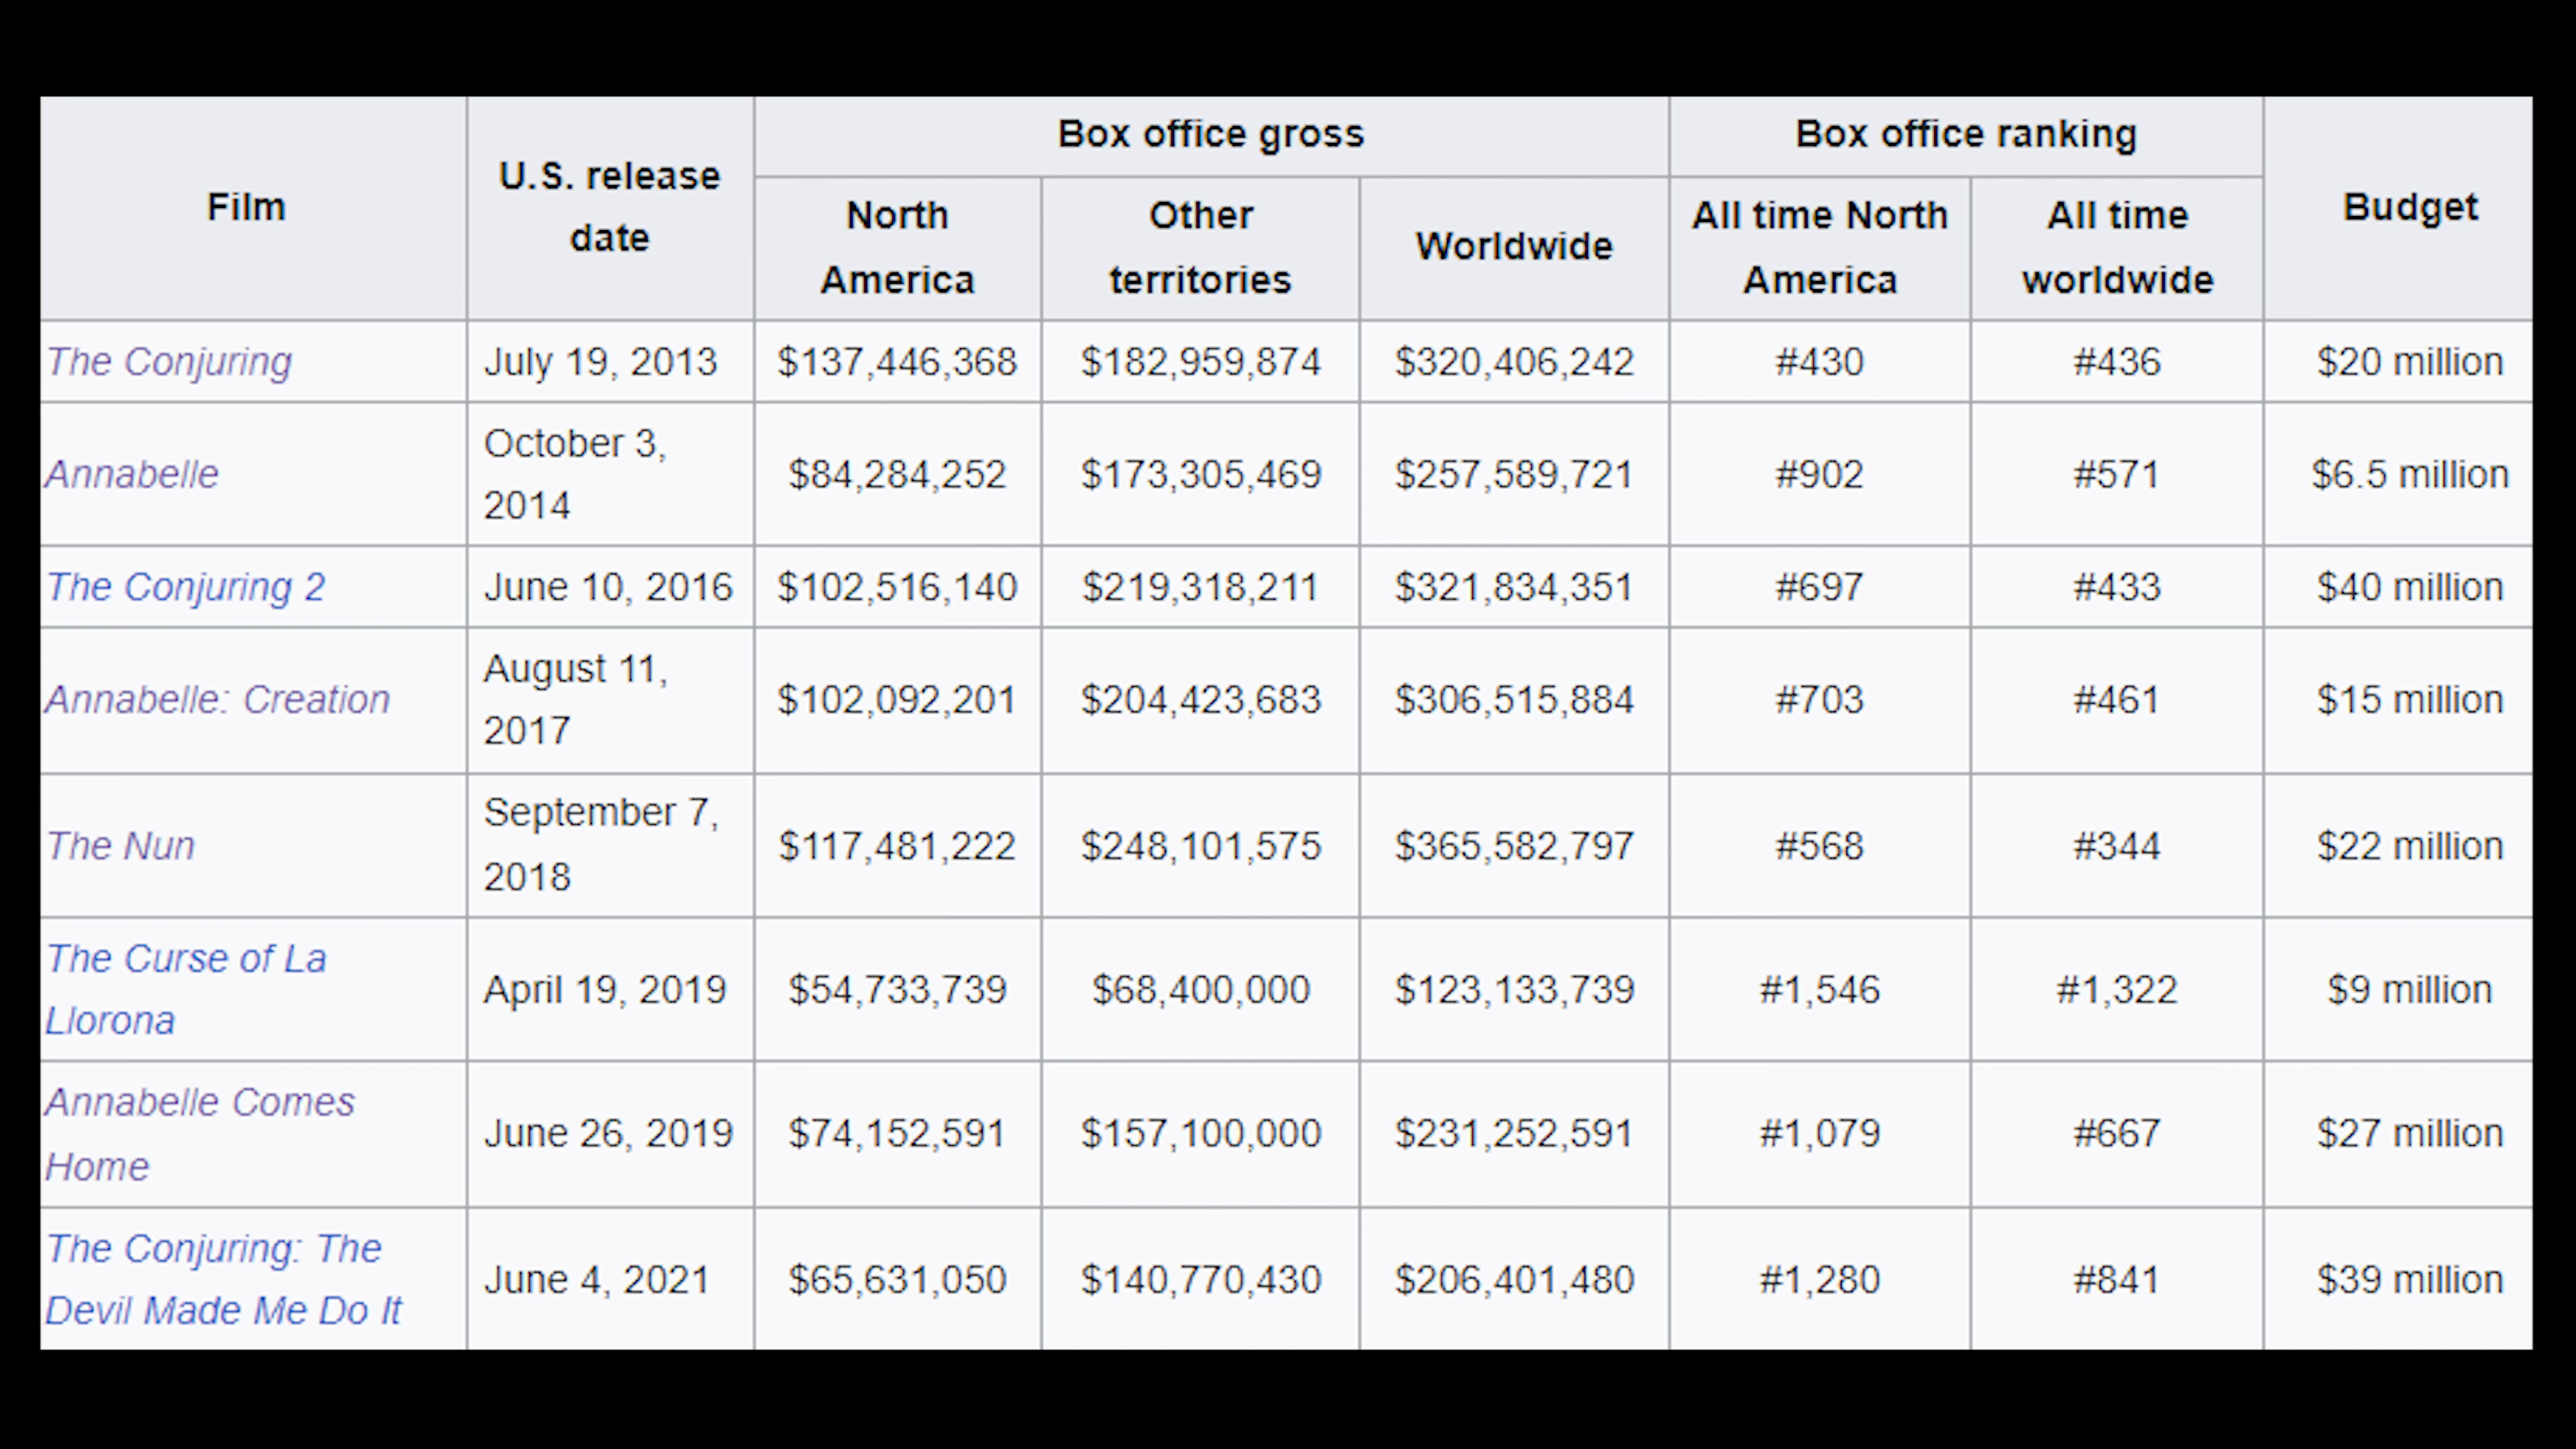 Film
U.S. release
date
Box office gross
Box office ranking
Budget
North
America
Other
territories
Worldwide
All time North
America
All time
worldwide
The Conjuring
July 19, 2013
$137,446,368
$182,959,874
$320,406,242
#430
#436
$20 million
Annabelle
October 3,
2014
$84,284,252
$173,305,469
$257,589,721
#902
#571
$6.5 million
The Conjuring 2
June 10, 2016
$102,516,140
$219,318,211
$321,834,351
#697
#433
$40 million
Annabelle: Creation
August 11,
2017
$102,092,201
$204,423,683
$306,515,884
#703
#461
$15 million
The Nun
September 7,
2018
$117,481,222
$248,101,575
$365,582,797
#568
#344
$22 million
The Curse of La
Llorona
April 19, 2019
$54,733,739
$68,400,000
$123,133,739
#1,546
#1,322
$9 million
Annabelle Comes
Home
June 26, 2019
$74,152,591
$157,100,000
$231,252,591
#1,079
#667
$27 million
The Conjuring: The
Devil Made Me Do It
June 4, 2021
$65,631,050
$140,770,430
$206,401,480
#1,280
#841
$39 million